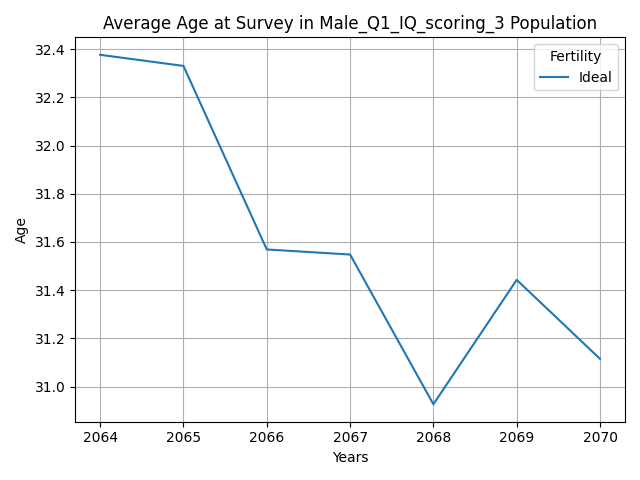 Average Age at Survey in Male_Q1_IQ_scoring_3 Population
Fertility
Ideal
32.4
32.2
32.0
31.8
31.6
31.4
31.2
31.0
Age
2064 2065 2066 2067 2068 2069 2070
Years